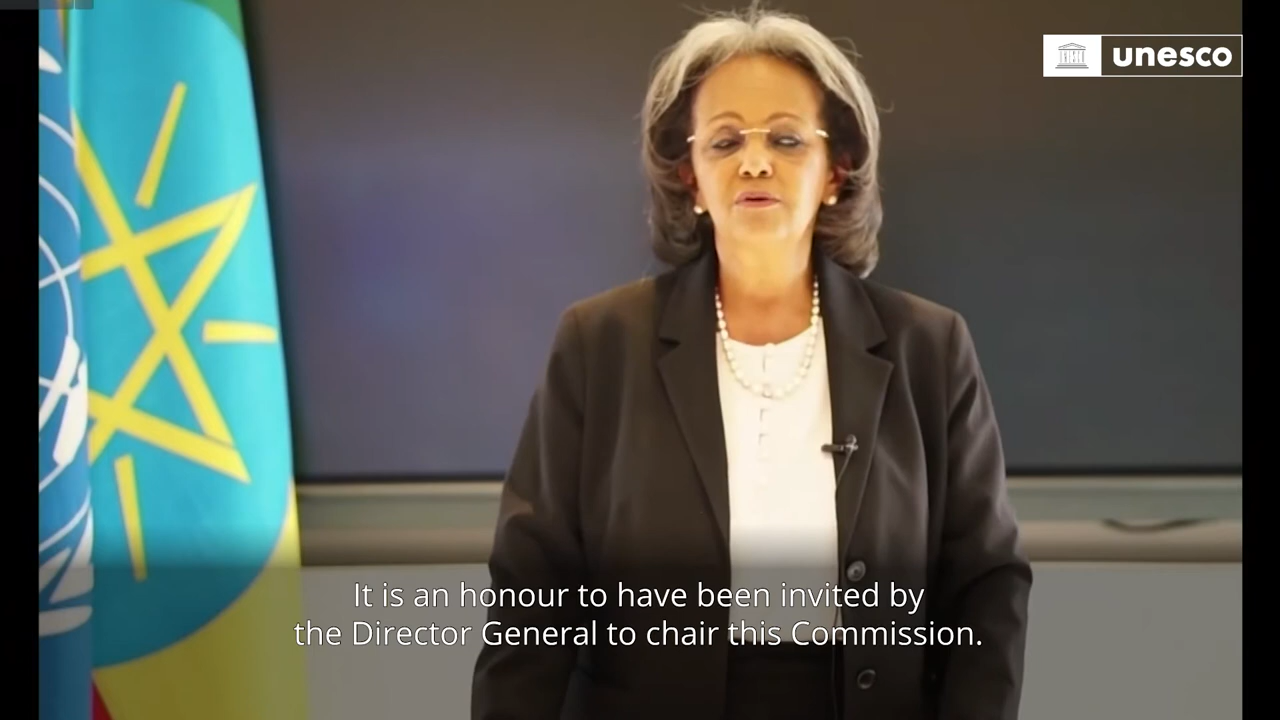 unesco
It is an honour to have been invited by
the Director General to chair this Commission.